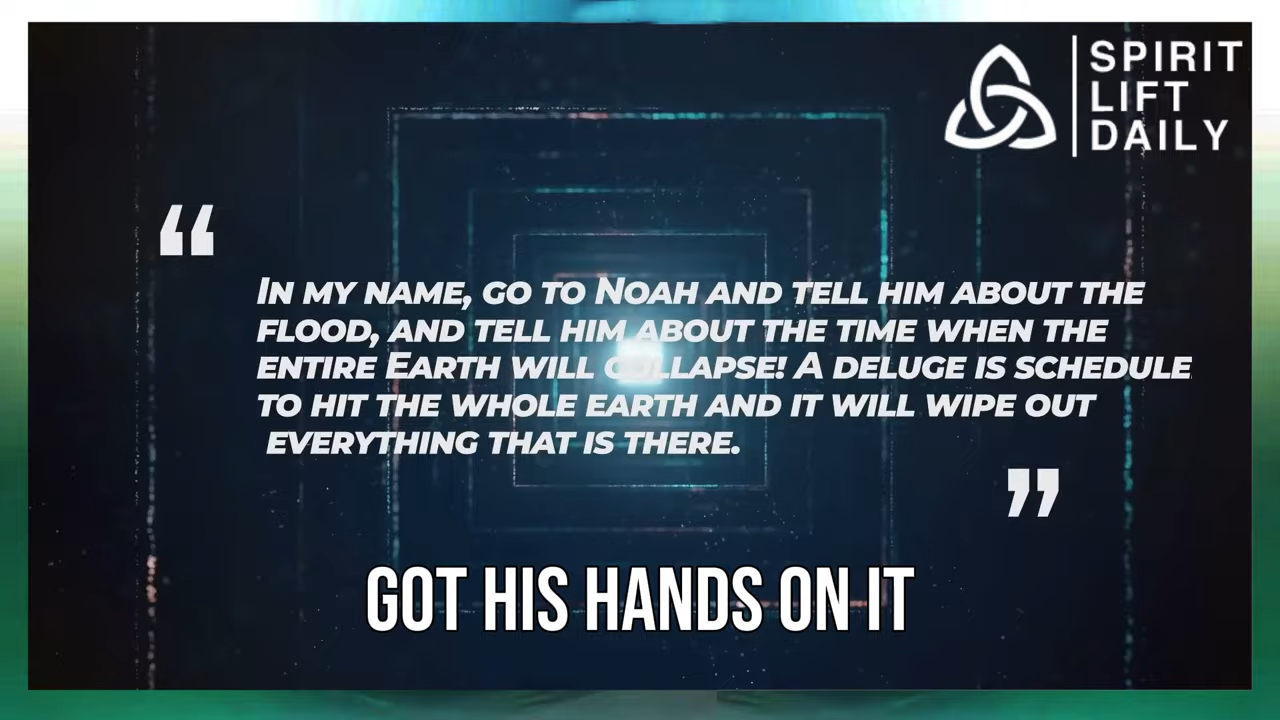 SPIRIT
LIFT
DAILY
“
IN MY NAME, GO TO NOAH AND TELL HIM ABOUT THE
FLOOD, AND TELL HIM ABOUT THE TIME WHEN THE
ENTIRE EARTH WILL COLLAPSE! A DELUGE IS SCHEDULE
TO HIT THE WHOLE EARTH AND IT WILL WIPE OUT
EVERYTHING THAT IS THERE.
”
GOT HIS HANDS ON IT